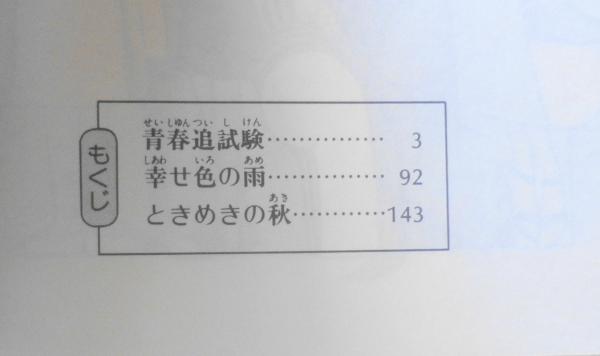 もくじ
せいしゅんついしけん
青春追試験…………… 3
しあわ いろ あめ
幸せ色の雨…………… 92
あき
ときめきの秋…………143